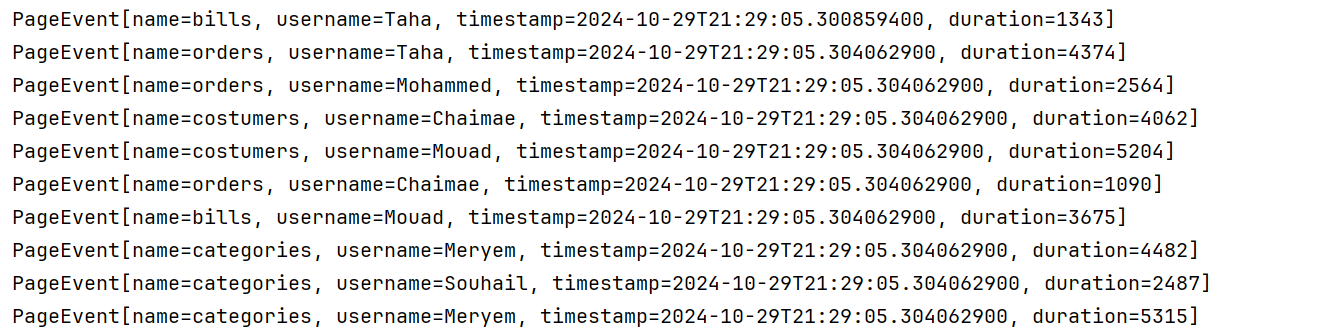 PageEvent[name=bills, username=Taha, timestamp=2024-10-29T21:29:05.300859400, duration=1343]
PageEvent[name=orders, username=Taha, timestamp=2024-10-29T21:29:05.304062900, duration=4374]
PageEvent[name=orders, username=Mohammed, timestamp=2024-10-29T21:29:05.304062900, duration=2564]
PageEvent[name=costumers, username=Chaimae, timestamp=2024-10-29T21:29:05.304062900, duration=4062]
PageEvent[name=costumers, username=Mouad, timestamp=2024-10-29T21:29:05.304062900, duration=5204]
PageEvent[name=orders, username=Chaimae, timestamp=2024-10-29T21:29:05.304062900, duration=1090]
PageEvent[name=bills, username=Mouad, timestamp=2024-10-29T21:29:05.304062900, duration=3675]
PageEvent[name=categories, username=Meryem, timestamp=2024-10-29T21:29:05.304062900, duration=4482]
PageEvent[name=categories, username=Souhail, timestamp=2024-10-29T21:29:05.304062900, duration=2487]
PageEvent[name=categories, username=Meryem, timestamp=2024-10-29T21:29:05.304062900, duration=5315]